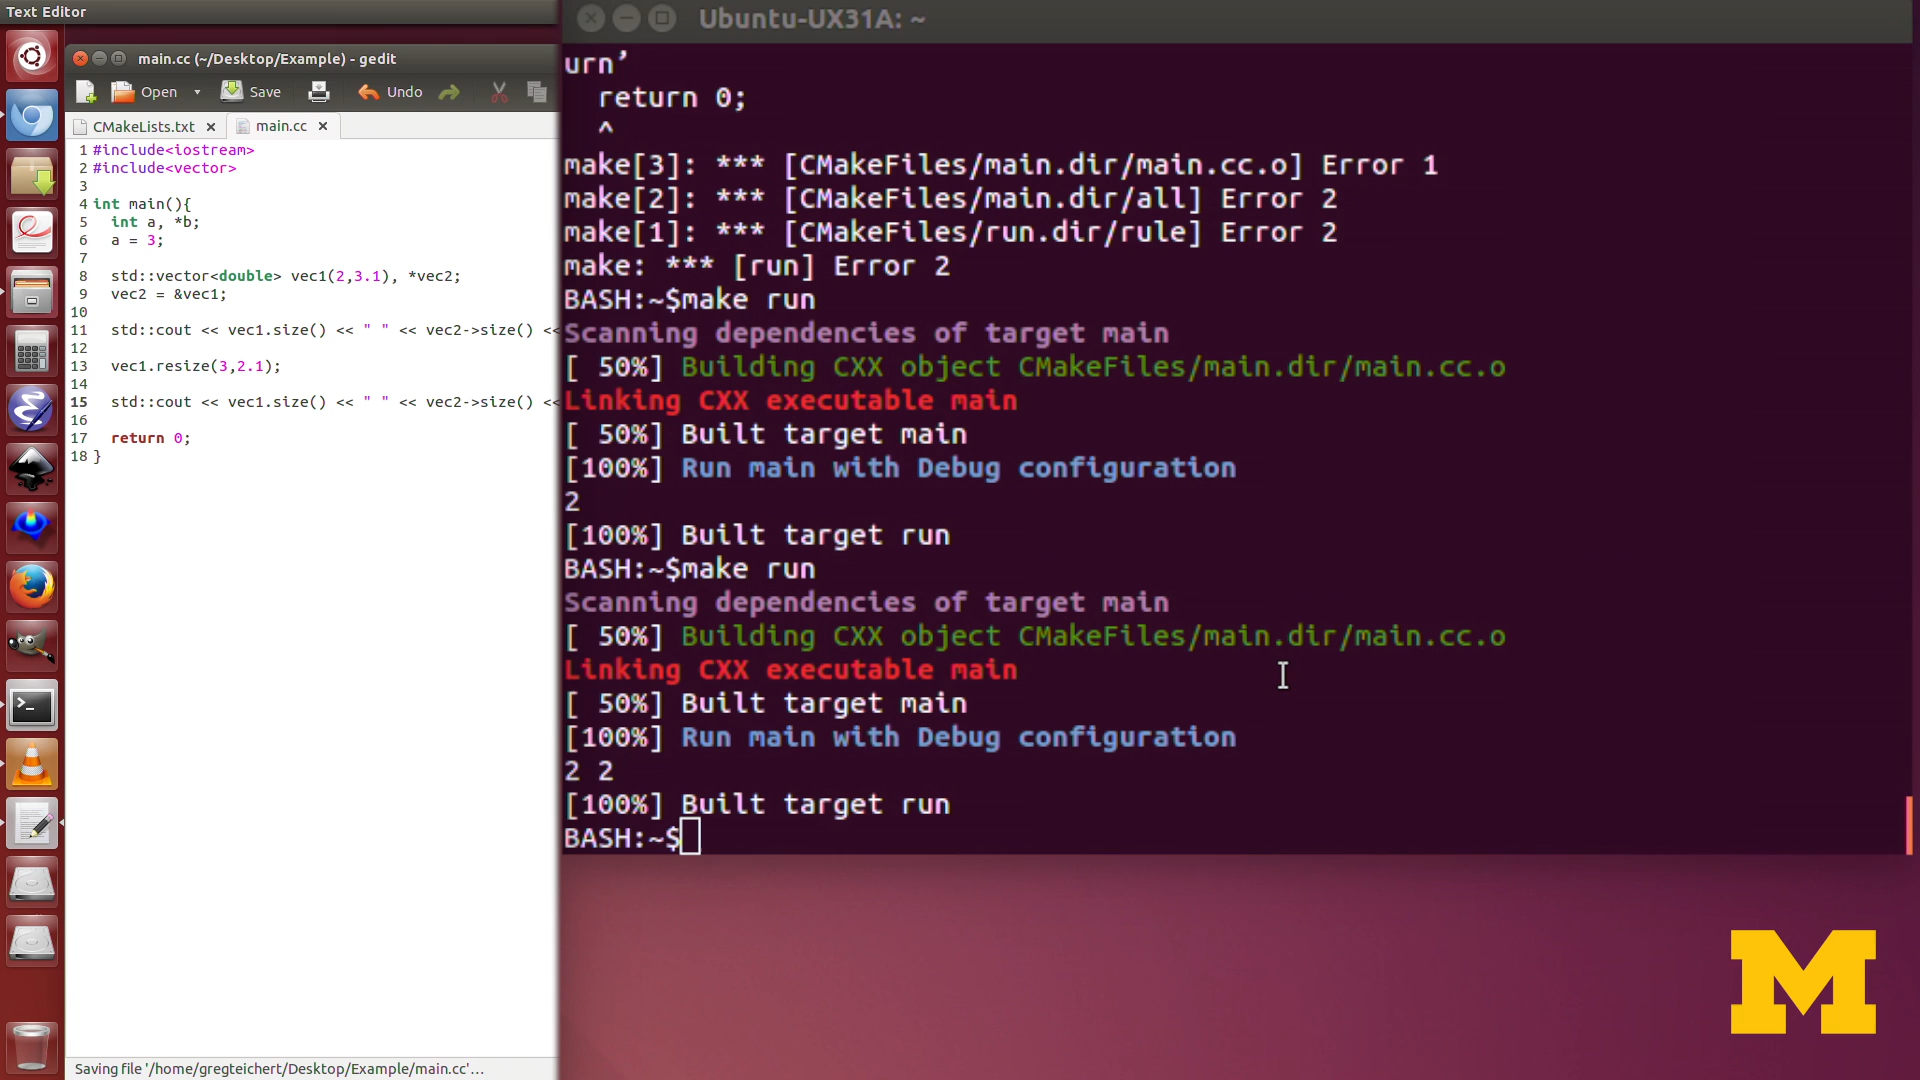 Text Editor
main.cc (~/Desktop/Example) - gedit
Open Save Undo
CMakeLists.txt main.cc
1 #include<iostream>
2 #include<vector>
3
4 int main(){
5 int a, *b;
6 a = 3;
7
8 std::vector<double> vec1(2,3.1), *vec2;
9 vec2 = &vec1;
10
11 std::cout << vec1.size() << " " << vec2->size() <<
12
13 vec1.resize(3,2.1);
14
15 std::cout << vec1.size() << " " << vec2->size() <<
16
17 return 0;
18 }
Saving file '/home/gregteichert/Desktop/Example/main.cc'...
Ubuntu-UX31A: ~
urn’
return 0;
^
make[3]: *** [CMakeFiles/main.dir/main.cc.o] Error 1
make[2]: *** [CMakeFiles/main.dir/all] Error 2
make[1]: *** [CMakeFiles/run.dir/rule] Error 2
make: *** [run] Error 2
BASH:~$make run
Scanning dependencies of target main
[ 50%] Building CXX object CMakeFiles/main.dir/main.cc.o
Linking CXX executable main
[ 50%] Built target main
[100%] Run main with Debug configuration
2
[100%] Built target run
BASH:~$make run
Scanning dependencies of target main
[ 50%] Building CXX object CMakeFiles/main.dir/main.cc.o
Linking CXX executable main
[ 50%] Built target main
[100%] Run main with Debug configuration
2 2
[100%] Built target run
BASH:~$
M